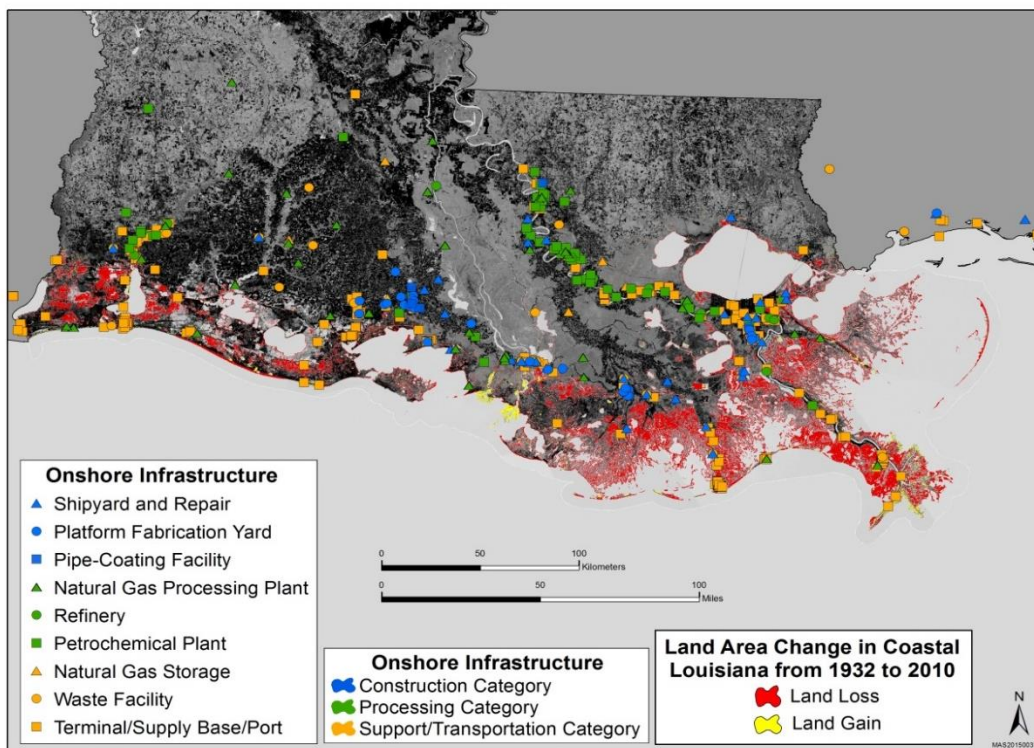 Onshore Infrastructure
Shipyard and Repair
Platform Fabrication Yard
Pipe-Coating Facility
Natural Gas Processing Plant
Refinery
Petrochemical Plant
Natural Gas Storage
Waste Facility
Terminal/Supply Base/Port
0 50 100
Kilometers
0 50 100
Miles
Onshore Infrastructure
Construction Category
Processing Category
Support/Transportation Category
Land Area Change in Coastal
Louisiana from 1932 to 2010
Land Loss
Land Gain
N